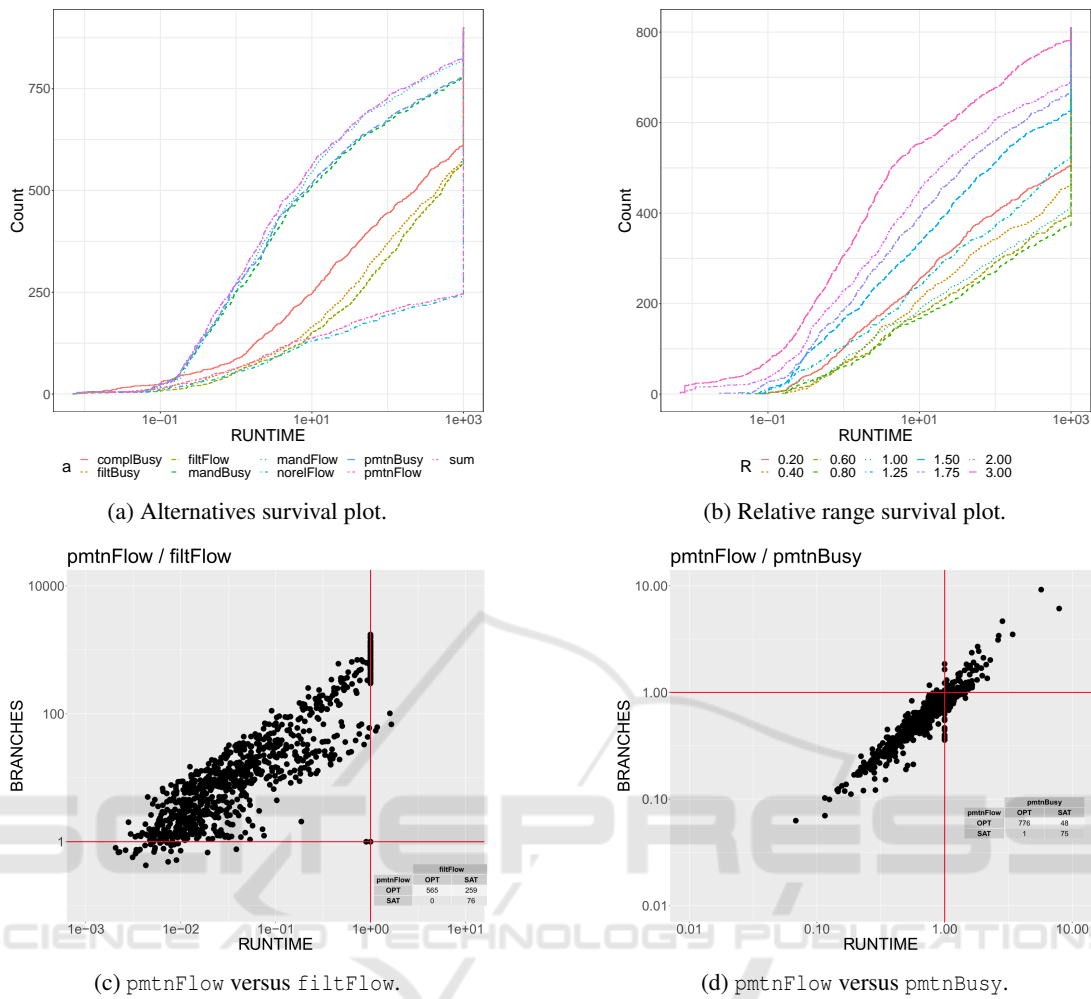 Count
750
500
250
0
1e−01
1e+01
1e+03
RUNTIME
a complBusy filtFlow mandFlow pmtnBusy sum
filtBusy mandBusy norelFlow pmtnFlow
(a) Alternatives survival plot.
Count
800
600
400
200
0
1e−01
1e+01
1e+03
RUNTIME
R 0.20 0.60 1.00 1.50 2.00
0.40 0.80 1.25 1.75 3.00
(b) Relative range survival plot.
pmtnFlow / filtFlow
BRANCHES
10000
100
1
filtFlow
pmtnFlow OPT SAT
OPT 565 259
SAT 0 76
1e−03 1e−02 1e−01 1e+00 1e+01
RUNTIME
(c) pmtnFlow versus filtFlow.
pmtnFlow / pmtnBusy
BRANCHES
10.00
1.00
0.10
0.01
pmtnBusy
pmtnFlow OPT SAT
OPT 776 48
SAT 1 75
0.01 0.10 1.00 10.00
RUNTIME
(d) pmtnFlow versus pmtnBusy.
SCITEPRESS
SCIENCE AND TECHNOLOGY PUBLICATIONS